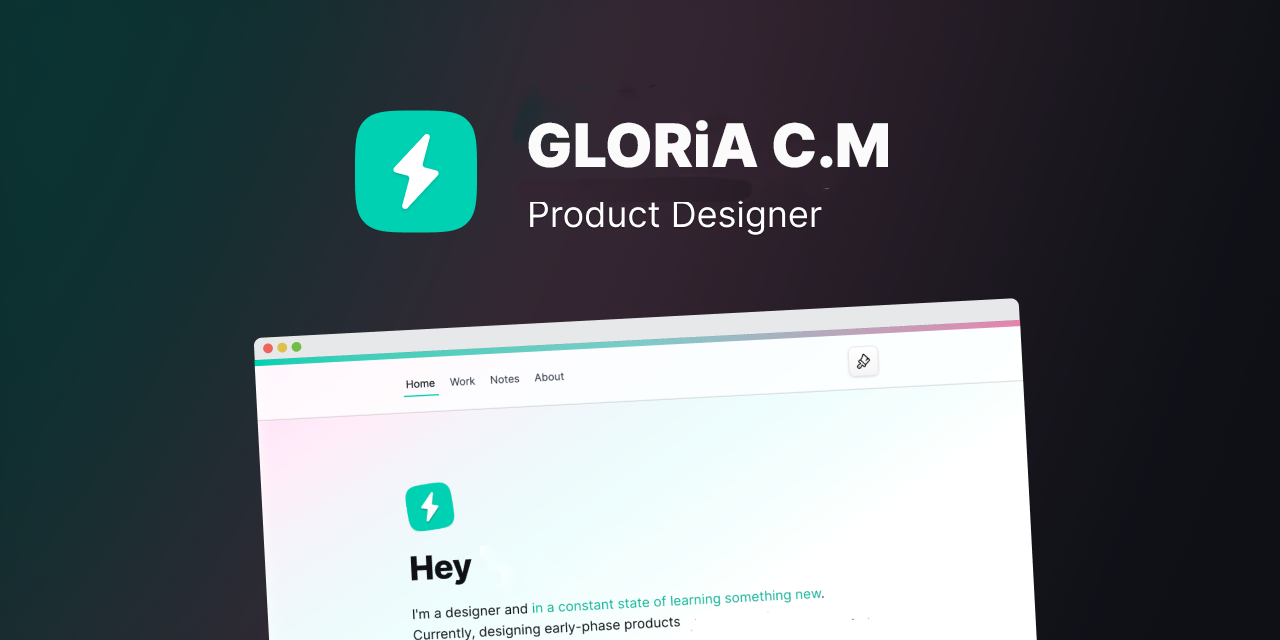 GLORiA C.M
Product Designer
Home Work Notes About
Hey
I'm a designer and in a constant state of learning something new.
Currently, designing early-phase products